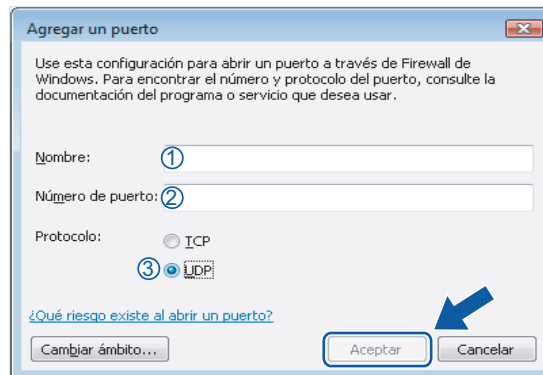 Agregar un puerto
Use esta configuración para abrir un puerto a través de Firewall de
Windows. Para encontrar el número y protocolo del puerto, consulte la
documentación del programa o servicio que desea usar.
Nombre: ①
Número de puerto: ②
Protocolo: TCP
③ UDP
¿Qué riesgo existe al abrir un puerto?
Cambiar ámbito... Aceptar Cancelar